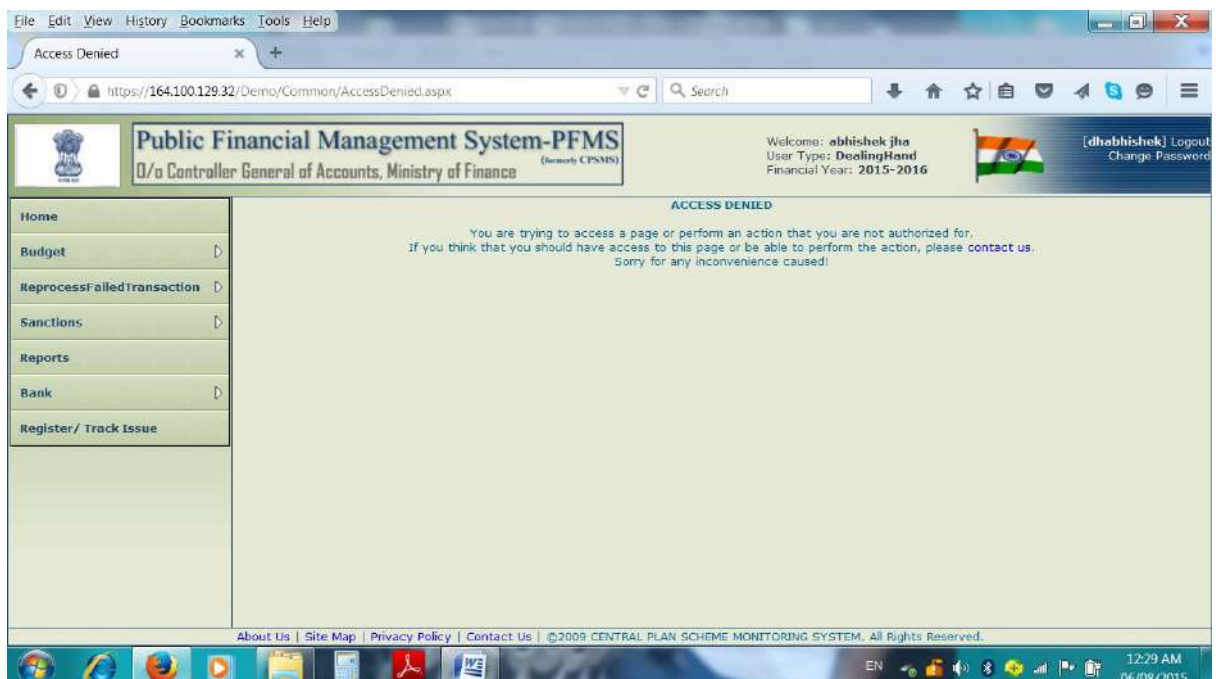 File Edit View History Bookmarks Tools Help
Access Denied × +
https://164.100.129.32/Demo/Common/AccessDenied.aspx
Search
Public Financial Management System-PFMS
(formerly CPSMS)
O/o Controller General of Accounts, Ministry of Finance
Welcome: abhishek jha
User Type: DealingHand
Financial Year: 2015-2016
[dhabhishek] Logout
Change Password
Home
Budget
ReprocessFailedTransaction
Sanctions
Reports
Bank
Register/ Track Issue
ACCESS DENIED
You are trying to access a page or perform an action that you are not authorized for.
If you think that you should have access to this page or be able to perform the action, please contact us.
Sorry for any inconvenience caused!
About Us | Site Map | Privacy Policy | Contact Us | ©2009 CENTRAL PLAN SCHEME MONITORING SYSTEM. All Rights Reserved.
EN
12:29 AM
06/08/2015